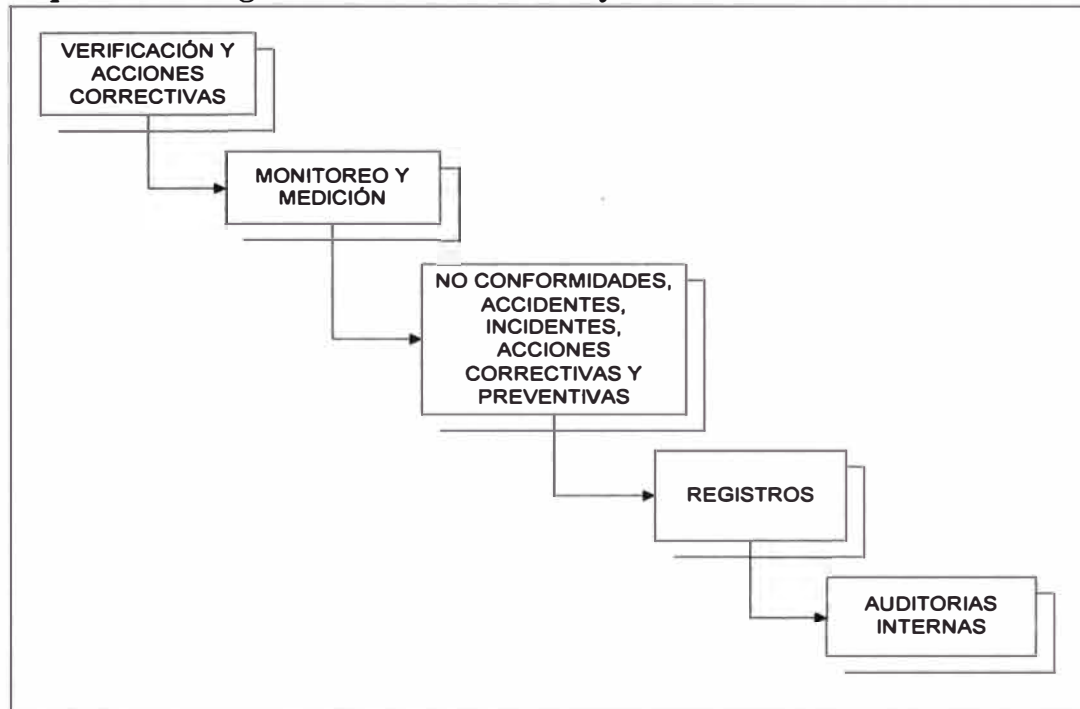 VERIFICACIÓN Y
ACCIONES
CORRECTIVAS
MONITOREO Y
MEDICIÓN
NO CONFORMIDADES,
ACCIDENTES,
INCIDENTES,
ACCIONES
CORRECTIVAS Y
PREVENTIVAS
REGISTROS
AUDITORIAS
INTERNAS